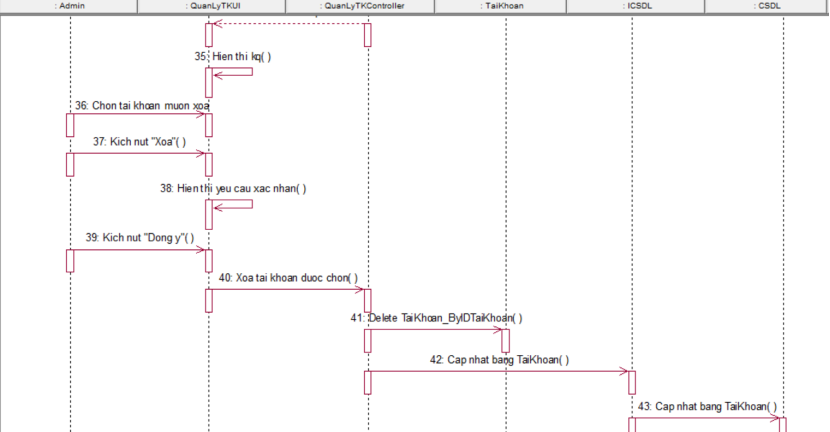 : Admin
: QuanLyTKUI
: QuanLyTKController
: TaiKhoan
: ICSDL
: CSDL
35: Hien thi kq( )
36: Chon tai khoan muon xoa
37: Kich nut "Xoa"( )
38: Hien thi yeu cau xac nhan( )
39: Kich nut "Dong y"( )
40: Xoa tai khoan duoc chon( )
41: Delete TaiKhoan_ByIDTaiKhoan( )
42: Cap nhat bang TaiKhoan( )
43: Cap nhat bang TaiKhoan( )